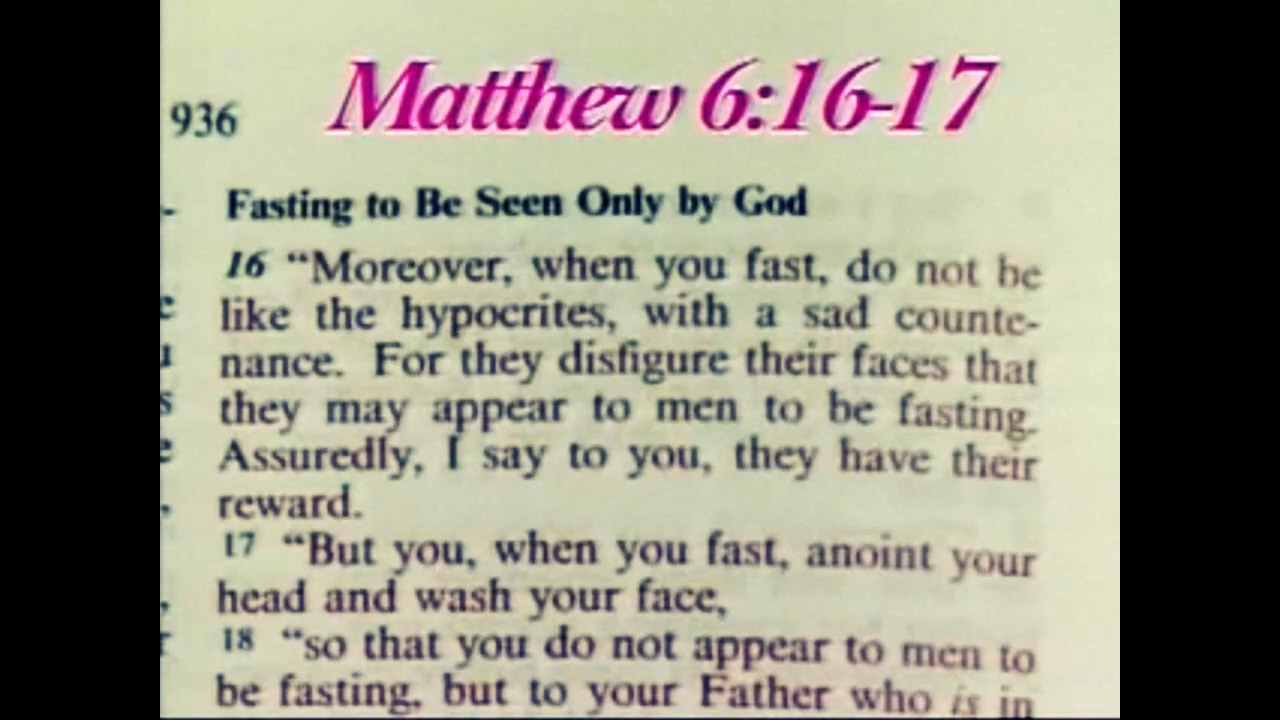 Matthew 6:16-17
936
Fasting to Be Seen Only by God
16 “Moreover, when you fast, do not be
like the hypocrites, with a sad counte-
nance. For they disfigure their faces that
they may appear to men to be fasting.
Assuredly, I say to you, they have their
reward.
17 “But you, when you fast, anoint your
head and wash your face,
18 “so that you do not appear to men to
be fasting, but to your Father who is in